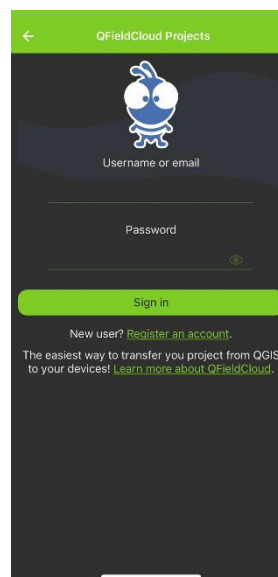 QFieldCloud Projects
Username or email
Password
Sign in
New user? Register an account.
The easiest way to transfer you project from QGIS
to your devices! Learn more about QFieldCloud.